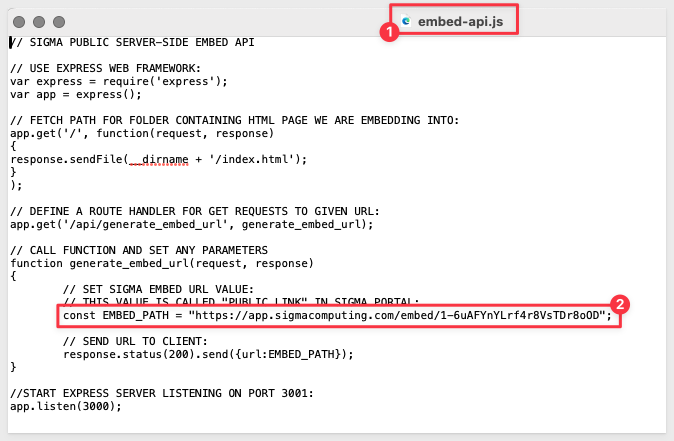 1
embed-api.js
// SIGMA PUBLIC SERVER-SIDE EMBED API
// USE EXPRESS WEB FRAMEWORK:
var express = require('express');
var app = express();
// FETCH PATH FOR FOLDER CONTAINING HTML PAGE WE ARE EMBEDDING INTO:
app.get('/', function(request, response)
{
response.sendFile(__dirname + '/index.html');
}
);
// DEFINE A ROUTE HANDLER FOR GET REQUESTS TO GIVEN URL:
app.get('/api/generate_embed_url', generate_embed_url);
// CALL FUNCTION AND SET ANY PARAMETERS
function generate_embed_url(request, response)
{
// SET SIGMA EMBED URL VALUE:
// THIS VALUE IS CALLED "PUBLIC LINK" IN SIGMA PORTAL:
const EMBED_PATH = "https://app.sigmacomputing.com/embed/1-6uAFYnYLrf4r8VsTDr8oOD";
2
// SEND URL TO CLIENT:
response.status(200).send({url:EMBED_PATH});
}
//START EXPRESS SERVER LISTENING ON PORT 3001:
app.listen(3000);